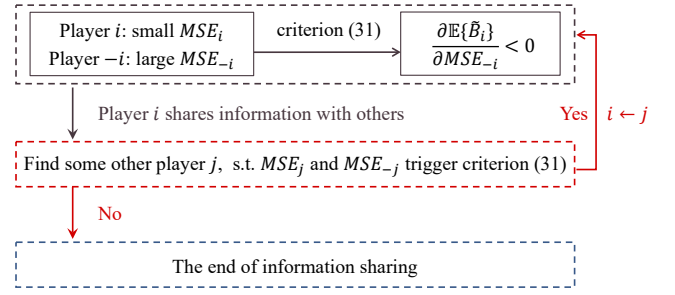 Player i: small MSE_i
Player −i: large MSE_{−i}
criterion (31)
∂𝔼{B̃_i}
∂MSE_{−i}
< 0
Player i shares information with others
Yes
i ← j
Find some other player j, s.t. MSE_j and MSE_{−j} trigger criterion (31)
No
The end of information sharing